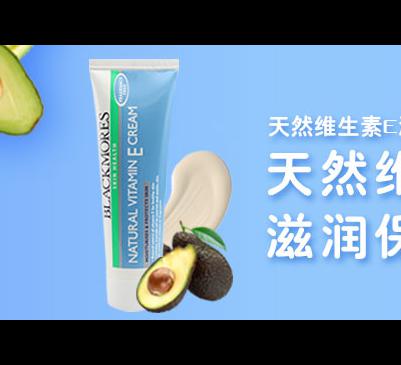 BLACKMORES
SKIN HEALTH
NATURAL VITAMIN E CREAM
MOISTURISES & PROTECTS SKIN
天然维生素E
天然维
滋润保